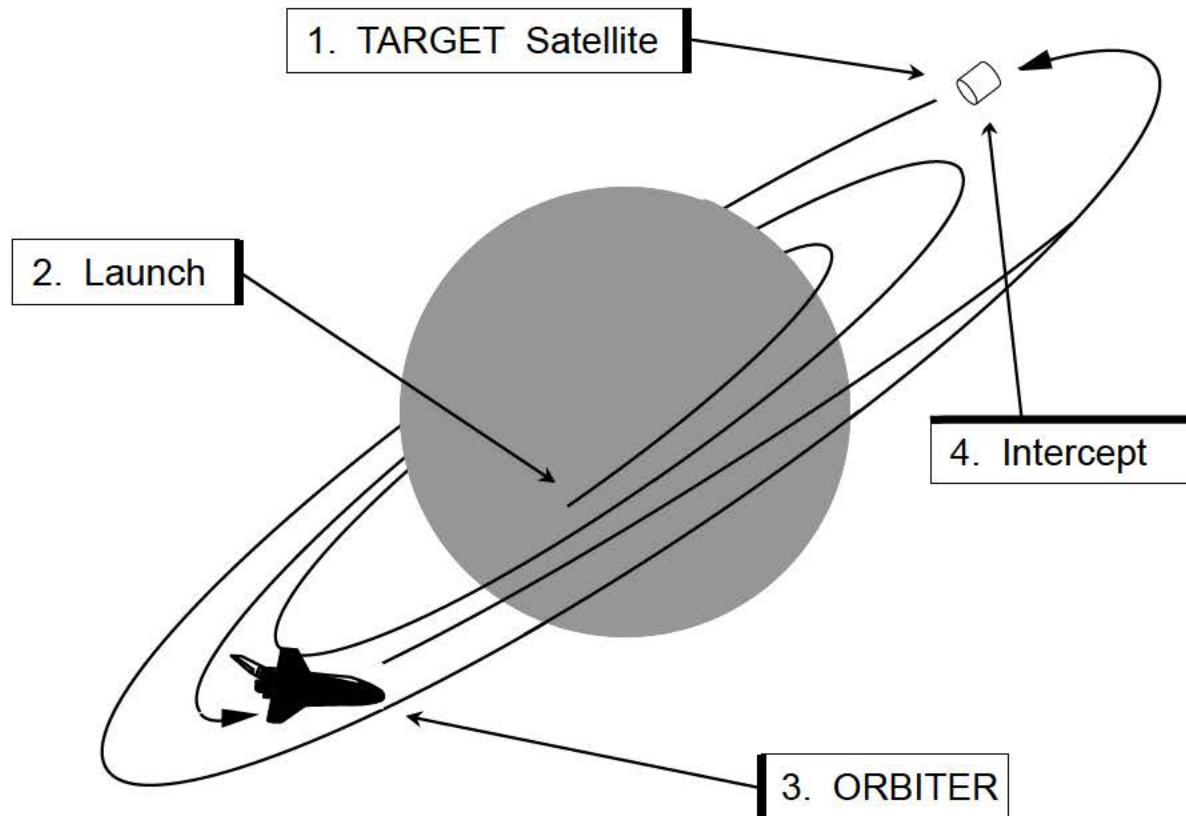 1. TARGET Satellite
2. Launch
4. Intercept
3. ORBITER